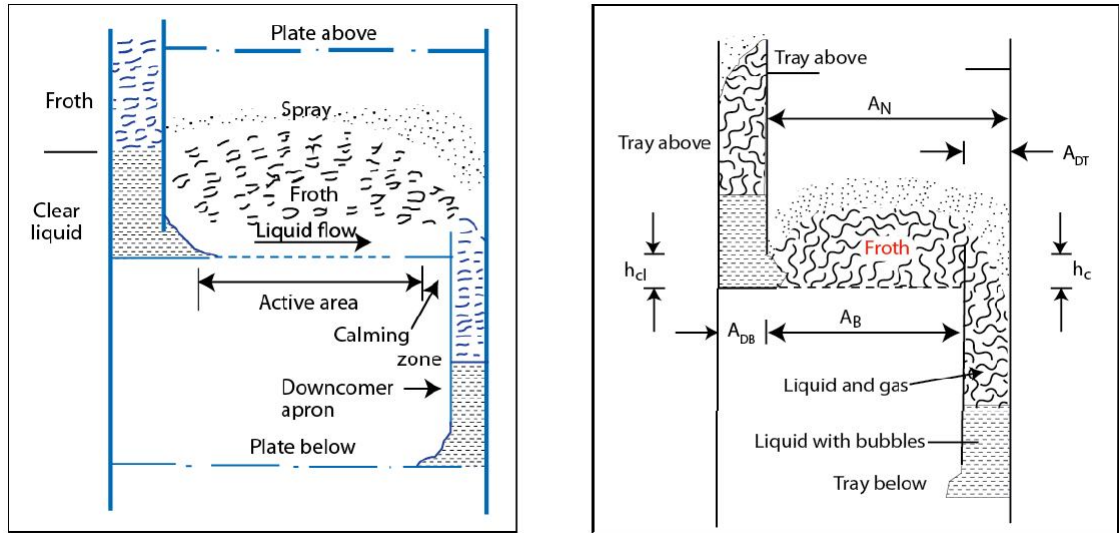 Plate above
Froth
Spray
Froth
Clear
liquid
Liquid flow
Active area
Calming
zone
Downcomer
apron
Plate below
Tray above
A_N
Tray above
A_DT
Froth
h_cl
h_c
A_DB
A_B
Liquid and gas
Liquid with bubbles
Tray below